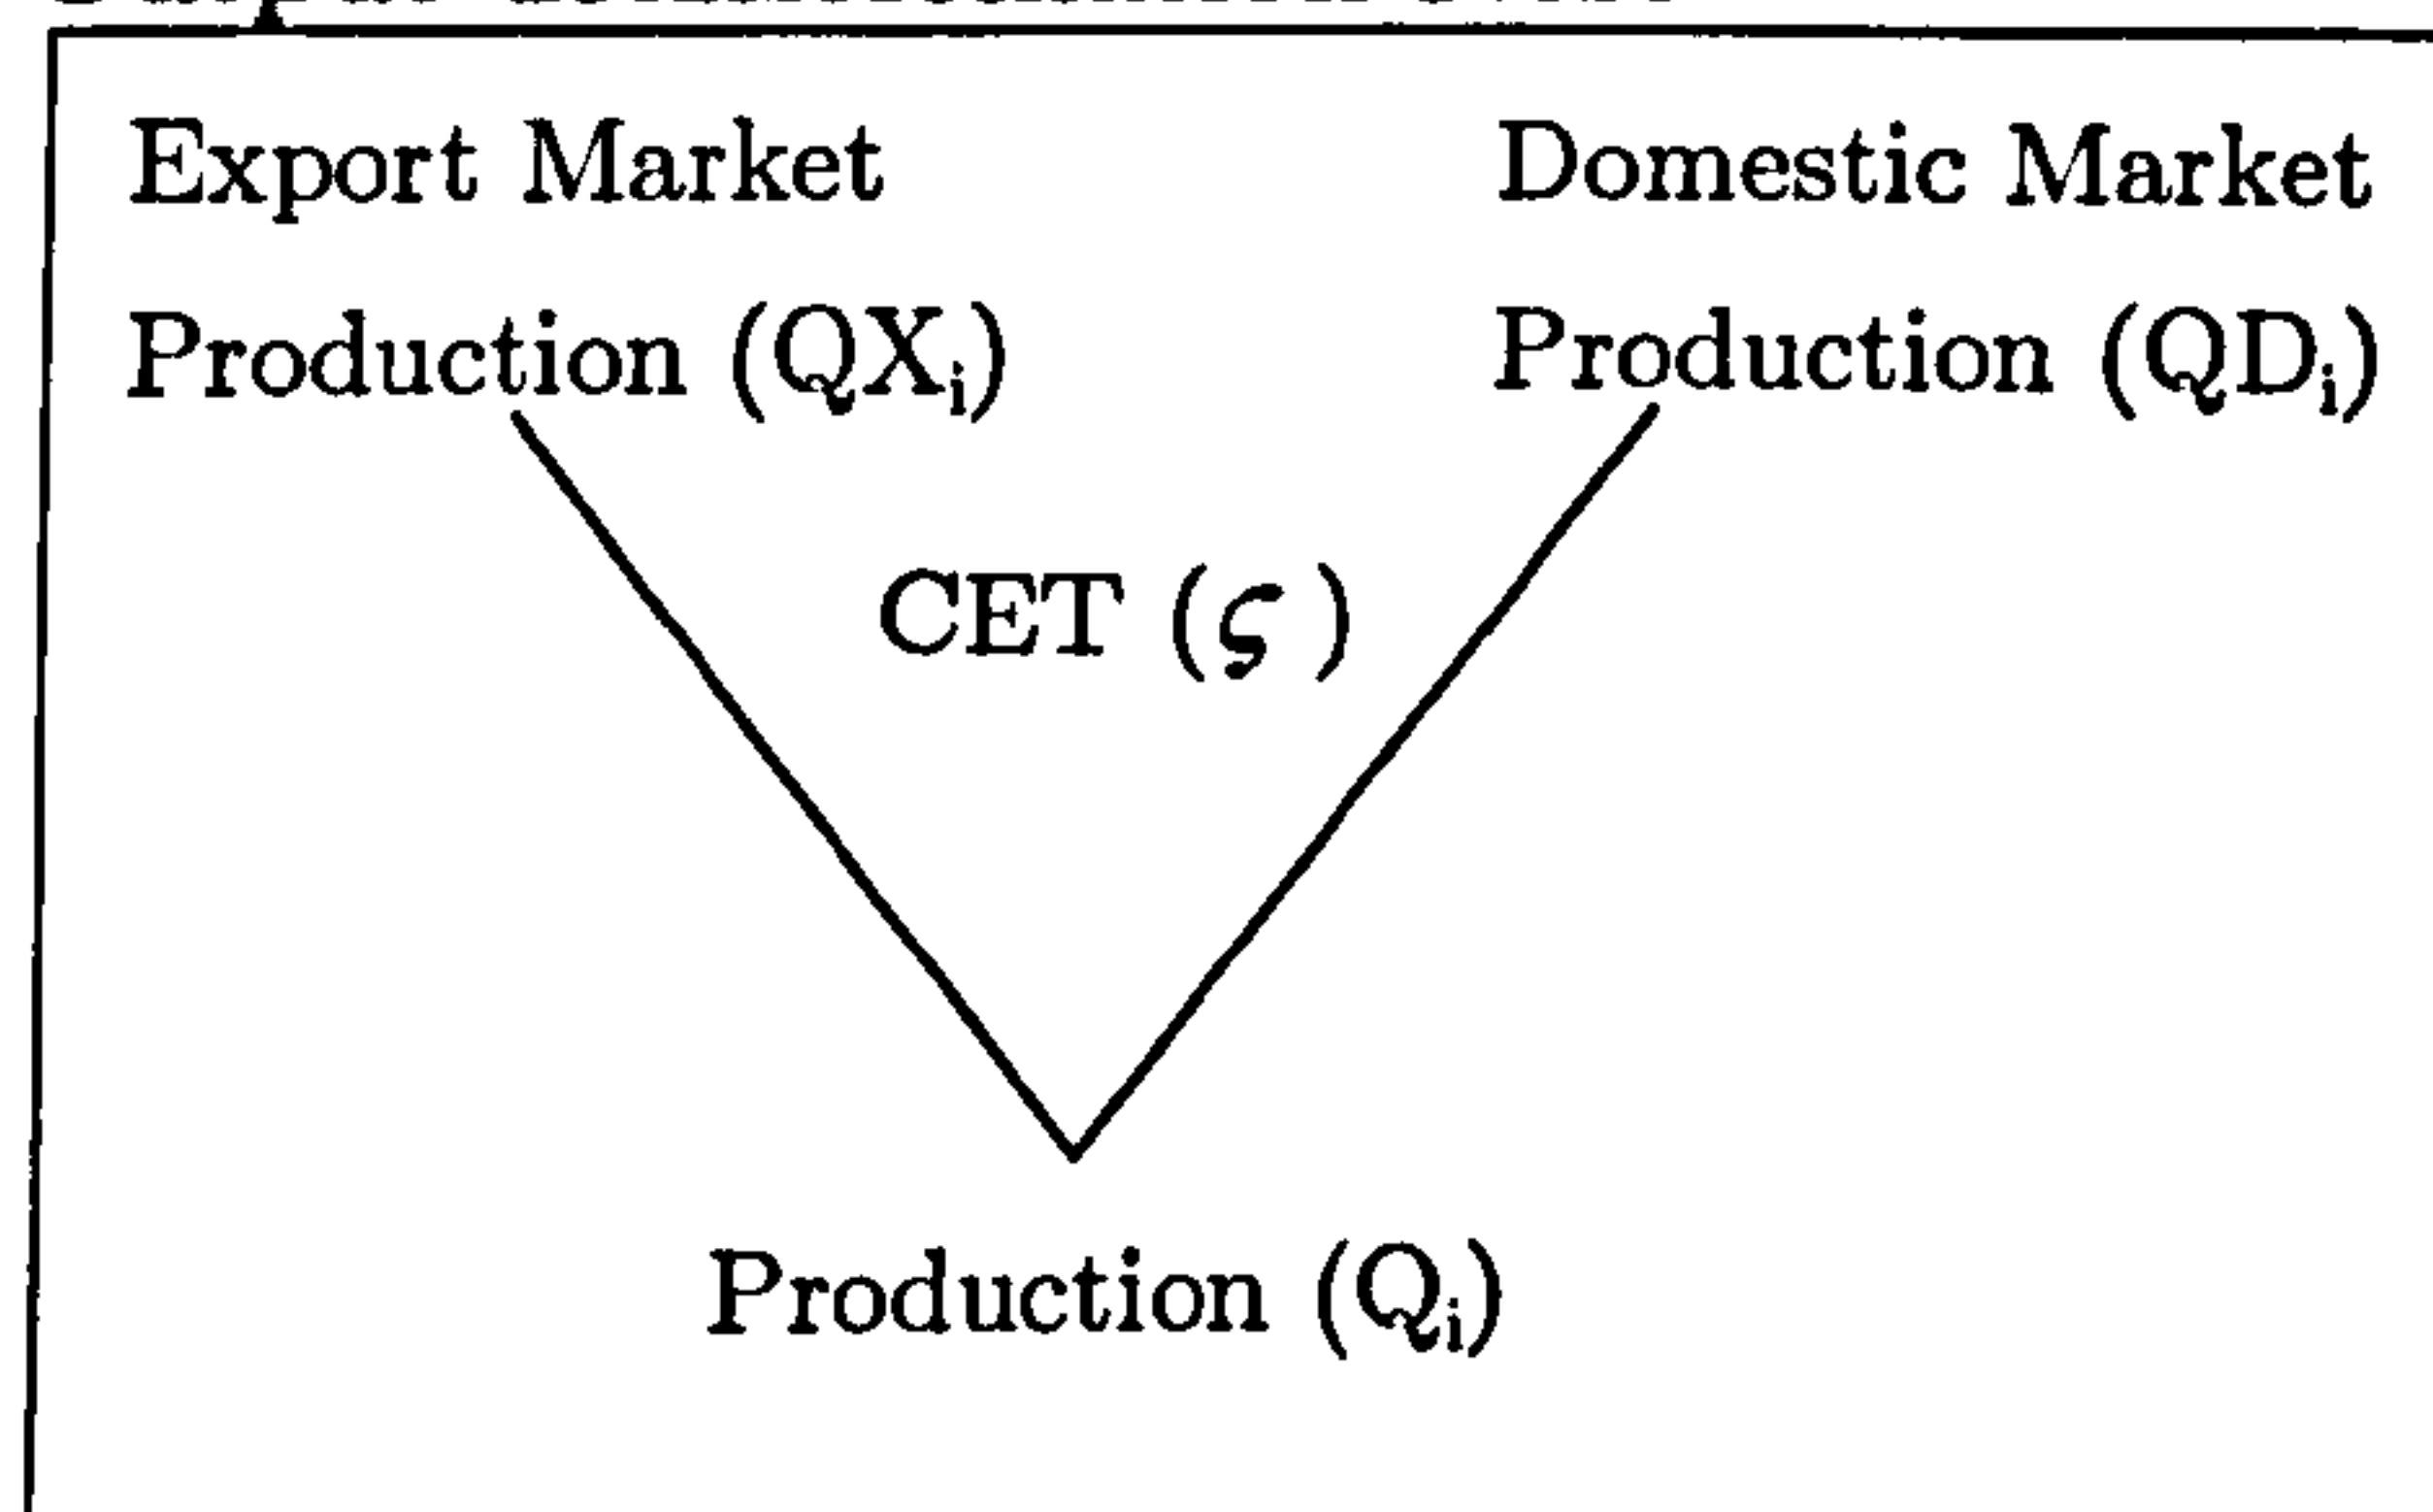 Export Market Domestic Market
Production (QXᵢ) Production (QDᵢ)
CET (ς )
Production (Qᵢ)